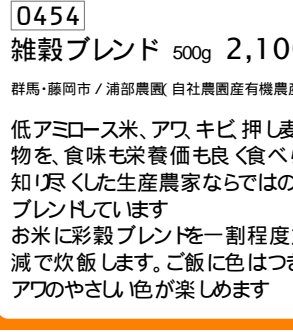 0454
雑穀ブレンド 500g 2,10
群馬・藤岡市 / 浦部農園( 自社農園産有機農
低アミロース米、アワ、キビ、押し麦
物を、食味も栄養価も良く食べ
知り尽くした生産農家ならではの
ブレンドしています
お米に彩穀ブレンドを一割程度
減で炊飯します。ご飯に色はつ
アワのやさしい色が楽しめます